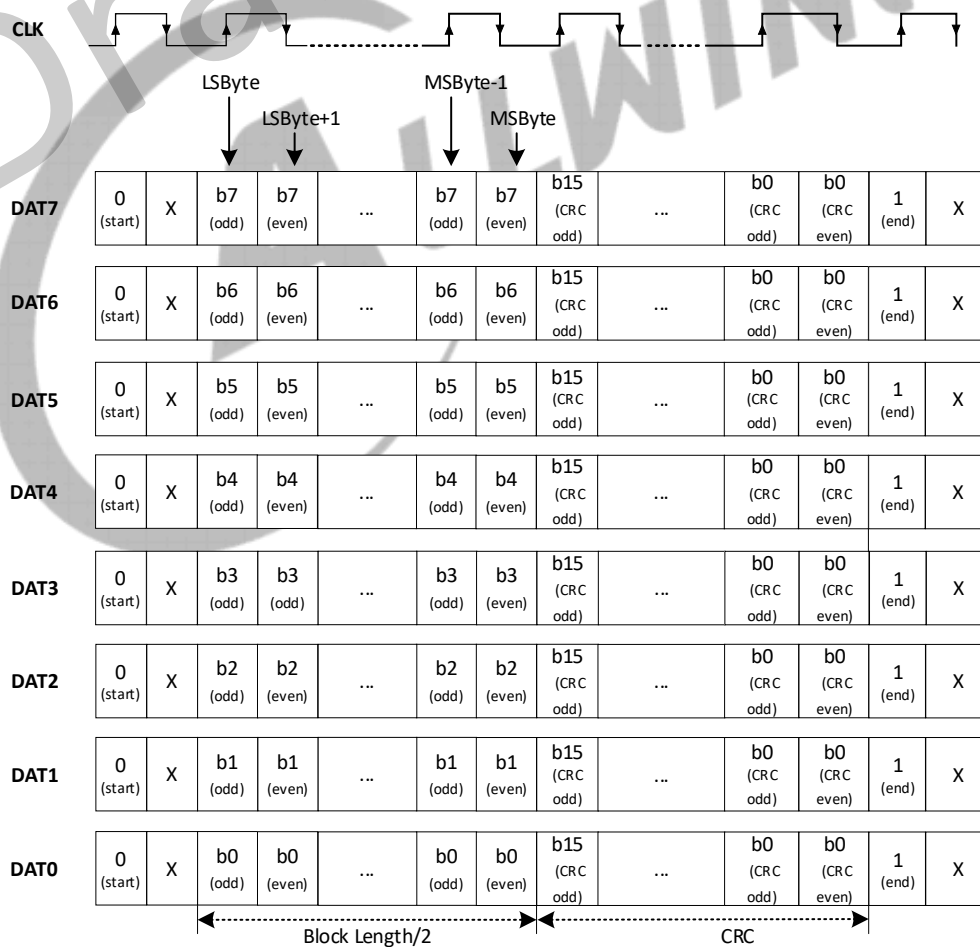 CLK
LSByte MSByte-1
LSByte+1 MSByte
DAT7 0 (start) X b7 (odd) b7 (even) ... b7 (odd) b7 (even) b15 (CRC odd) ... b0 (CRC odd) b0 (CRC even) 1 (end) X
DAT6 0 (start) X b6 (odd) b6 (even) ... b6 (odd) b6 (even) b15 (CRC odd) ... b0 (CRC odd) b0 (CRC even) 1 (end) X
DAT5 0 (start) X b5 (odd) b5 (even) ... b5 (odd) b5 (even) b15 (CRC odd) ... b0 (CRC odd) b0 (CRC even) 1 (end) X
DAT4 0 (start) X b4 (odd) b4 (even) ... b4 (odd) b4 (even) b15 (CRC odd) ... b0 (CRC odd) b0 (CRC even) 1 (end) X
DAT3 0 (start) X b3 (odd) b3 (odd) ... b3 (odd) b3 (even) b15 (CRC odd) ... b0 (CRC odd) b0 (CRC even) 1 (end) X
DAT2 0 (start) X b2 (odd) b2 (even) ... b2 (odd) b2 (even) b15 (CRC odd) ... b0 (CRC odd) b0 (CRC even) 1 (end) X
DAT1 0 (start) X b1 (odd) b1 (even) ... b1 (odd) b1 (even) b15 (CRC odd) ... b0 (CRC odd) b0 (CRC even) 1 (end) X
DAT0 0 (start) X b0 (odd) b0 (even) ... b0 (odd) b0 (even) b15 (CRC odd) ... b0 (CRC odd) b0 (CRC even) 1 (end) X
Block Length/2 CRC